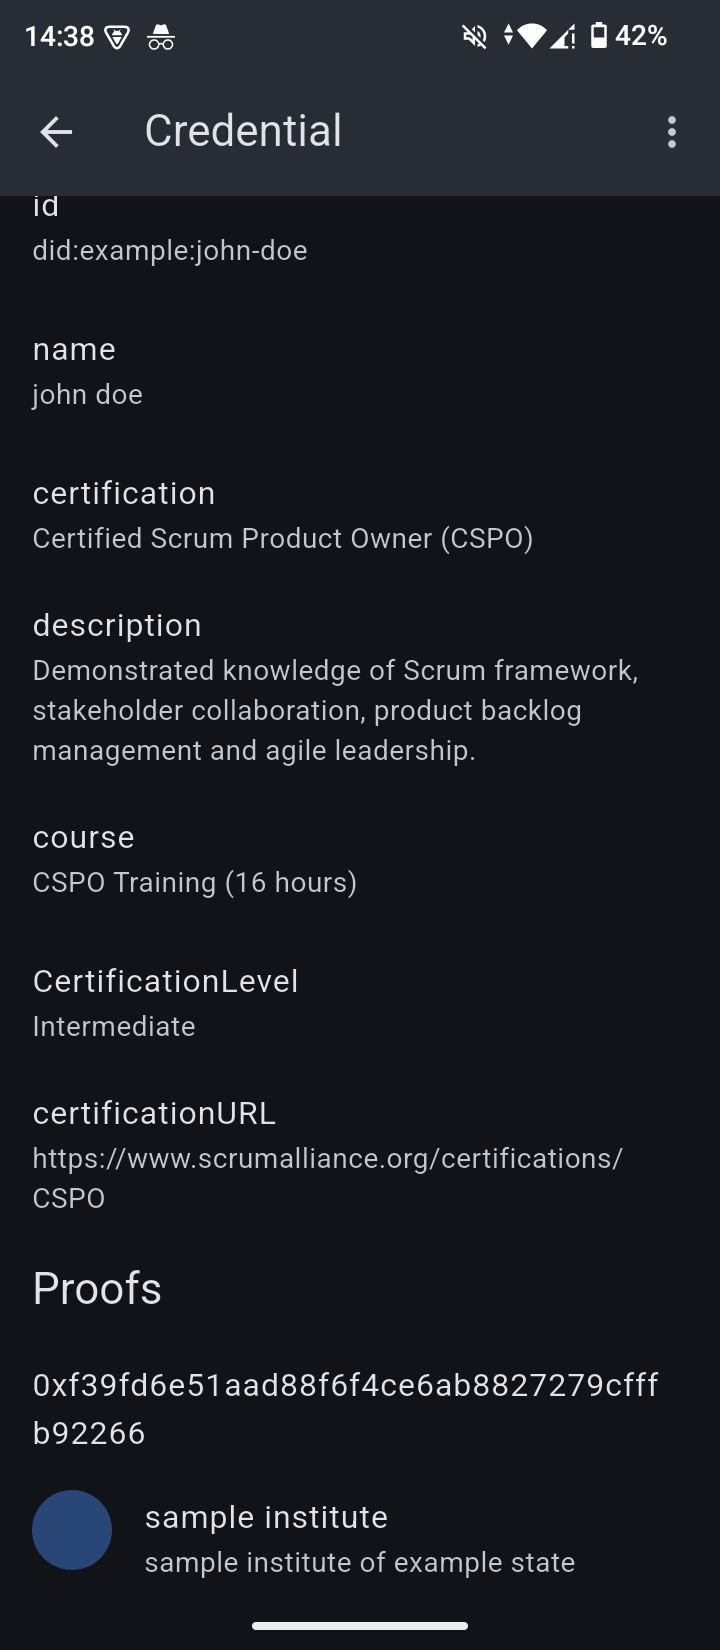 14:38
42%
Credential
id
did:example:john-doe
name
john doe
certification
Certified Scrum Product Owner (CSPO)
description
Demonstrated knowledge of Scrum framework,
stakeholder collaboration, product backlog
management and agile leadership.
course
CSPO Training (16 hours)
CertificationLevel
Intermediate
certificationURL
https://www.scrumalliance.org/certifications/
CSPO
Proofs
0xf39fd6e51aad88f6f4ce6ab8827279cfff
b92266
sample institute
sample institute of example state